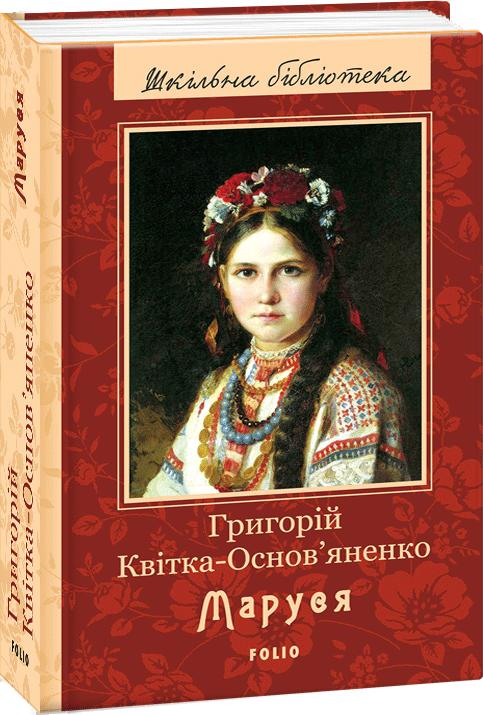 Шкільна бібліотека
Григорій
Квітка-Основ’яненко
Маруся
FOLIO
Маруся
Григорій
Квітка-Основ’яненко
FOLIO